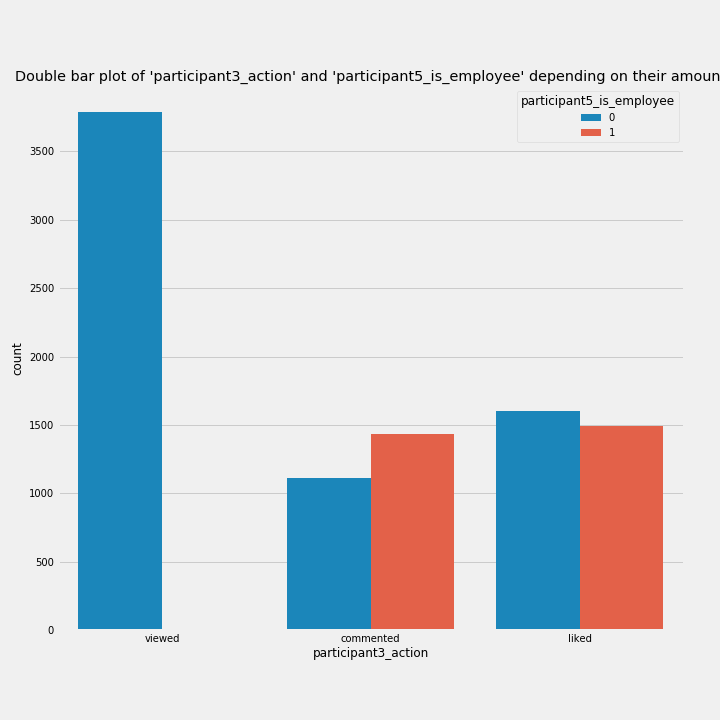 Double bar plot of 'participant3_action' and 'participant5_is_employee' depending on their amoun
participant5_is_employee
0
1
3500
3000
2500
2000
1500
1000
500
0
count
viewed commented liked
participant3_action